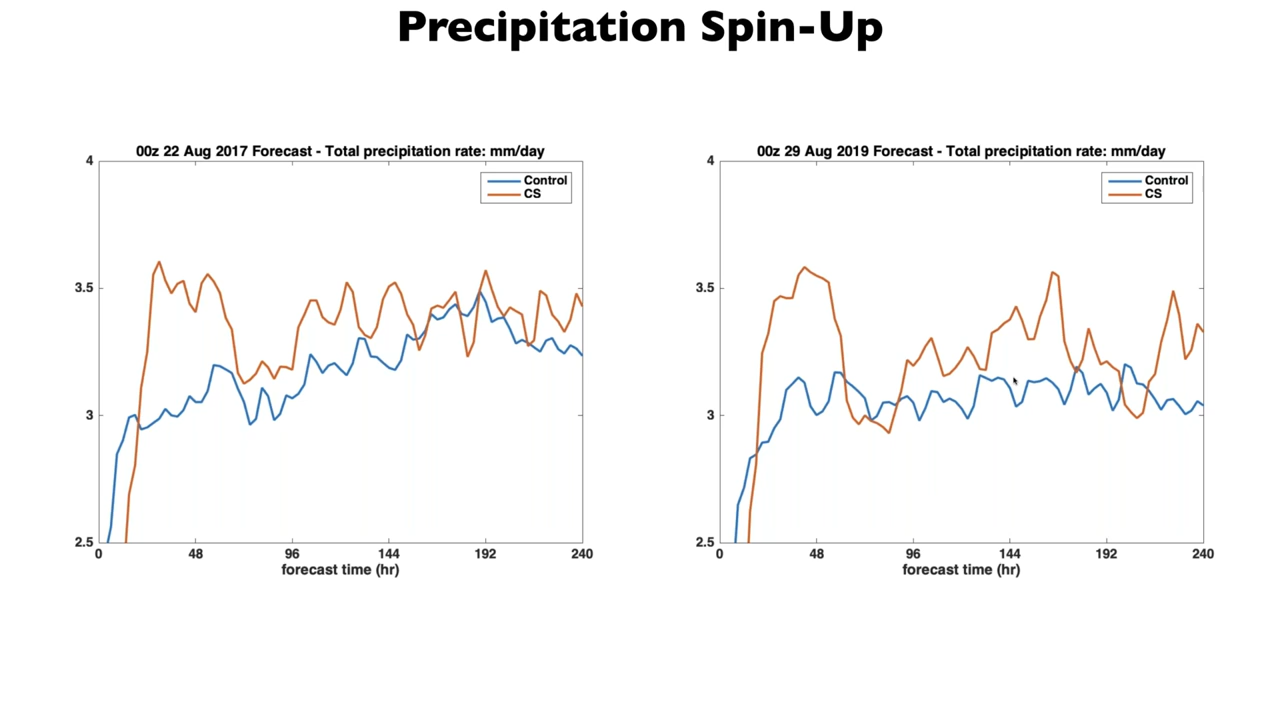 Precipitation Spin-Up
00z 22 Aug 2017 Forecast - Total precipitation rate: mm/day
4
3.5
3
2.5
0 48 96 144 192 240
forecast time (hr)
Control
CS
00z 29 Aug 2019 Forecast - Total precipitation rate: mm/day
4
3.5
3
2.5
0 48 96 144 192 240
forecast time (hr)
Control
CS